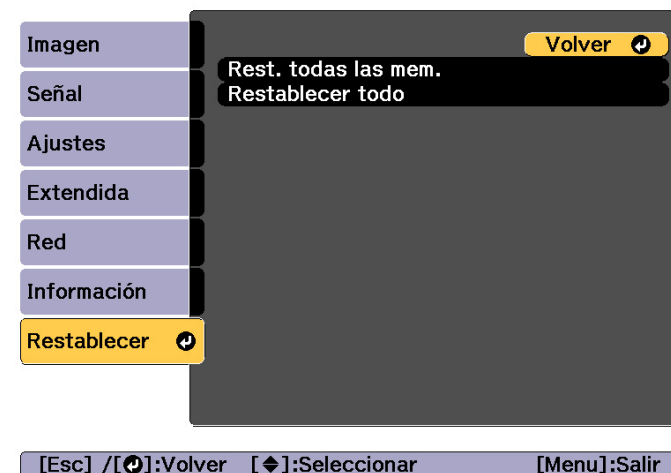 Imagen
Señal
Ajustes
Extendida
Red
Información
Restablecer
Volver
Rest. todas las mem.
Restablecer todo
[Esc] /[]:Volver [◆]:Seleccionar [Menu]:Salir